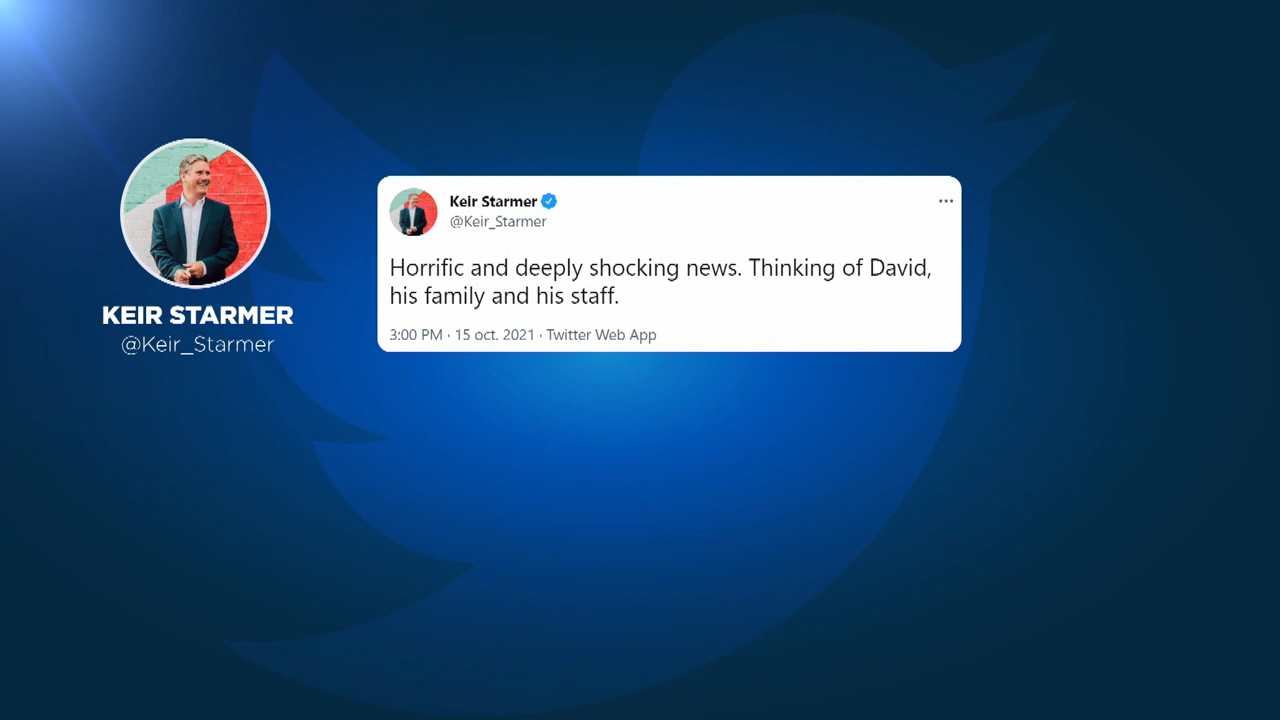 KEIR STARMER
@Keir_Starmer
Keir Starmer
@Keir_Starmer
Horrific and deeply shocking news. Thinking of David,
his family and his staff.
3:00 PM · 15 oct. 2021 · Twitter Web App